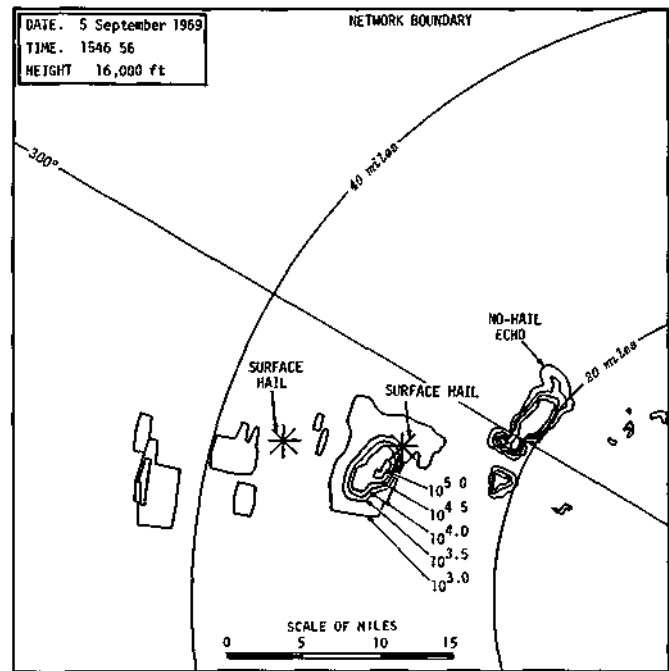 DATE. 5 September 1969
TIME. 1546 56
HEIGHT 16,000 ft
NETWORK BOUNDARY
300°
40 miles
NO-HAIL
ECHO
20 miles
SURFACE
HAIL
SURFACE HAIL
10^5.0
10^4.5
10^4.0
10^3.5
10^3.0
SCALE OF MILES
0 5 10 15